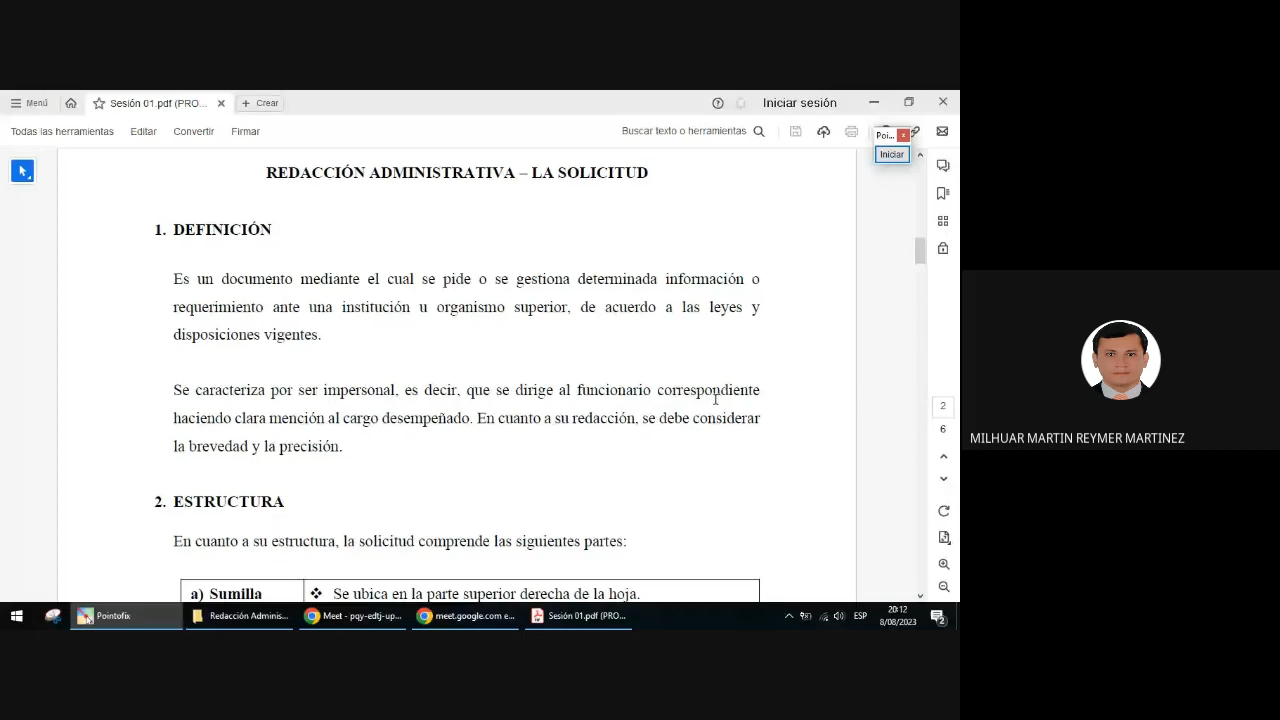 Menú
Sesión 01.pdf (PRO...
Crear
Iniciar sesión
Todas las herramientas
Editar
Convertir
Firmar
Buscar texto o herramientas
Poi...
Iniciar
REDACCIÓN ADMINISTRATIVA – LA SOLICITUD
1. DEFINICIÓN
Es un documento mediante el cual se pide o se gestiona determinada información o
requerimiento ante una institución u organismo superior, de acuerdo a las leyes y
disposiciones vigentes.
Se caracteriza por ser impersonal, es decir, que se dirige al funcionario correspondiente
haciendo clara mención al cargo desempeñado. En cuanto a su redacción, se debe considerar
la brevedad y la precisión.
2. ESTRUCTURA
En cuanto a su estructura, la solicitud comprende las siguientes partes:
a) Sumilla
❖ Se ubica en la parte superior derecha de la hoja.
2
6
MILHUAR MARTIN REYMER MARTINEZ
Pointofix
Redacción Adminis...
Meet - pqy-edtj-up...
meet.google.com e...
Sesión 01.pdf (PRO...
ESP
20:12
8/08/2023
2